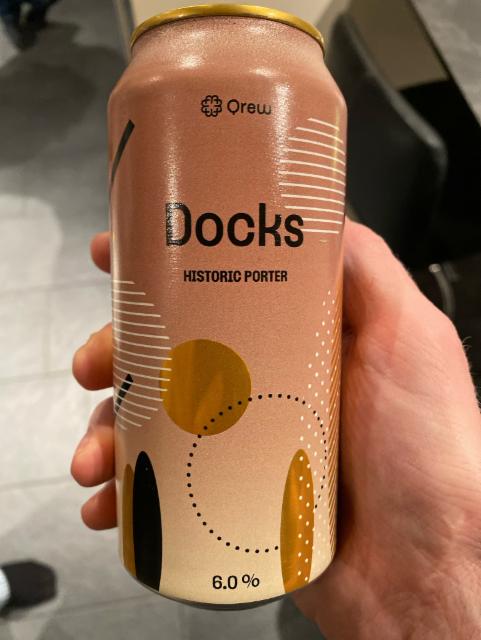 Qrew
Docks
HISTORIC PORTER
6.0 %